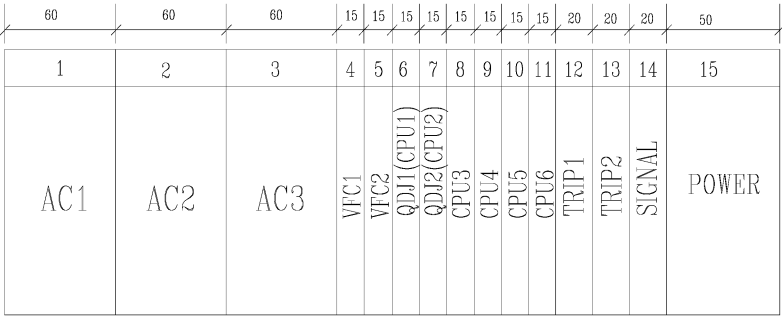 60 60 60 15 15 15 15 15 15 15 15 20 20 20 50
1 2 3 4 5 6 7 8 9 10 11 12 13 14 15
AC1
AC2
AC3
VFC1
VFC2
QDJ1(CPU1)
QDJ2(CPU2)
CPU3
CPU4
CPU5
CPU6
TRIP1
TRIP2
SIGNAL
POWER